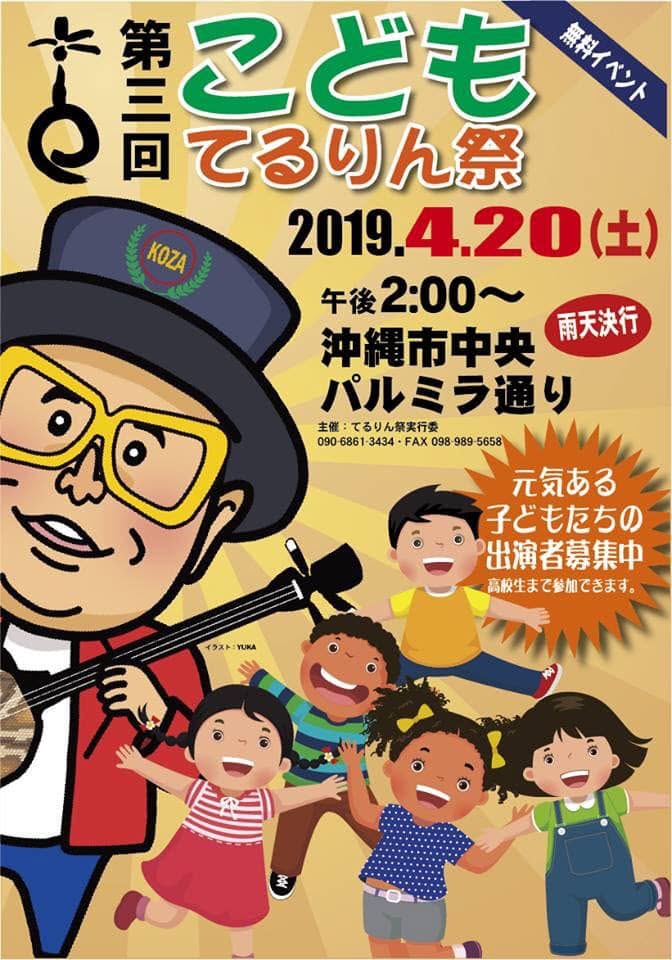 第三回
こども
てるりん祭
無料イベント
KOZA
2019.4.20(土)
午後2:00〜
雨天決行
沖縄市中央
パルミラ通り
主催:てるりん祭実行委
090-6861-3434・FAX 098-989-5658
元気ある
子どもたちの
出演者募集中
高校生まで参加できます。
イラスト:YUKA